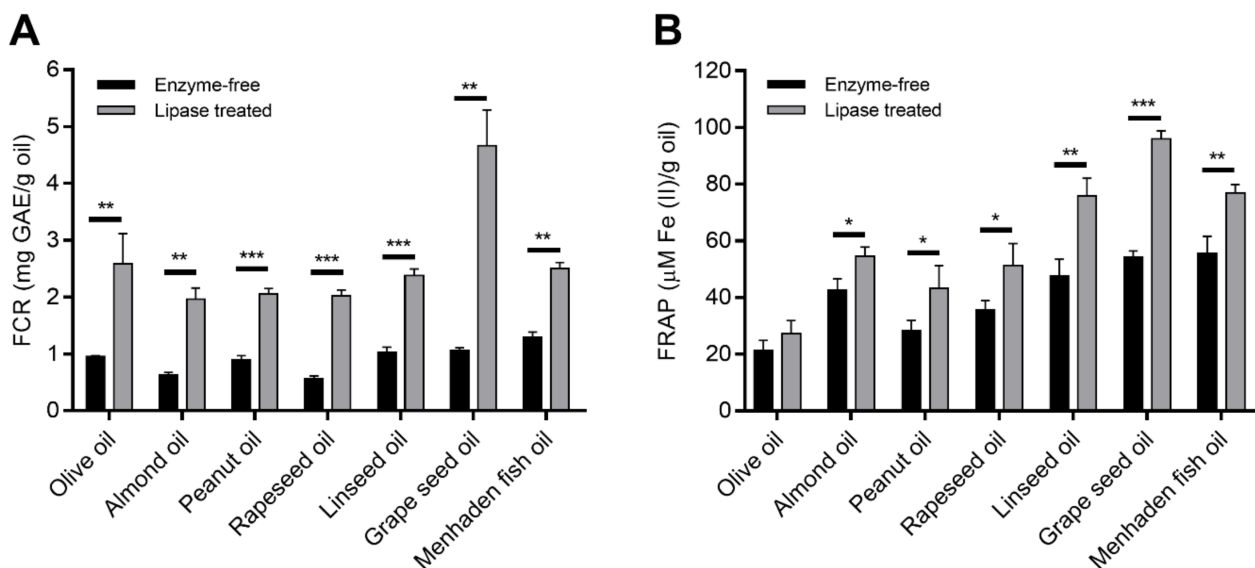 A
FCR (mg GAE/g oil)
6
5
4
3
2
1
0
Enzyme-free
Lipase treated
**
**
***
***
***
**
**
Olive oil
Almond oil
Peanut oil
Rapeseed oil
Linseed oil
Grape seed oil
Menhaden fish oil
B
FRAP (μM Fe (II)/g oil)
120
100
80
60
40
20
0
Enzyme-free
Lipase treated
*
*
*
**
***
**
Olive oil
Almond oil
Peanut oil
Rapeseed oil
Linseed oil
Grape seed oil
Menhaden fish oil